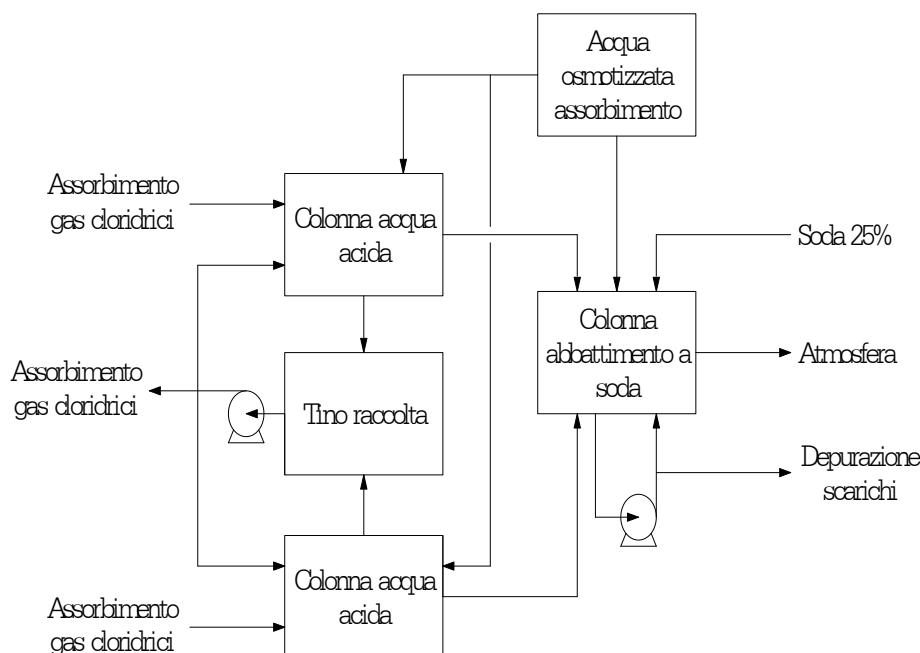 Acqua
osmotizzata
assorbimento
Assorbimento
gas cloridrici
Colonna acqua
acida
Soda 25%
Colonna
abbattimento a
soda
Atmosfera
Assorbimento
gas cloridrici
Tino raccolta
Depurazione
scarichi
Colonna acqua
acida
Assorbimento
gas cloridrici